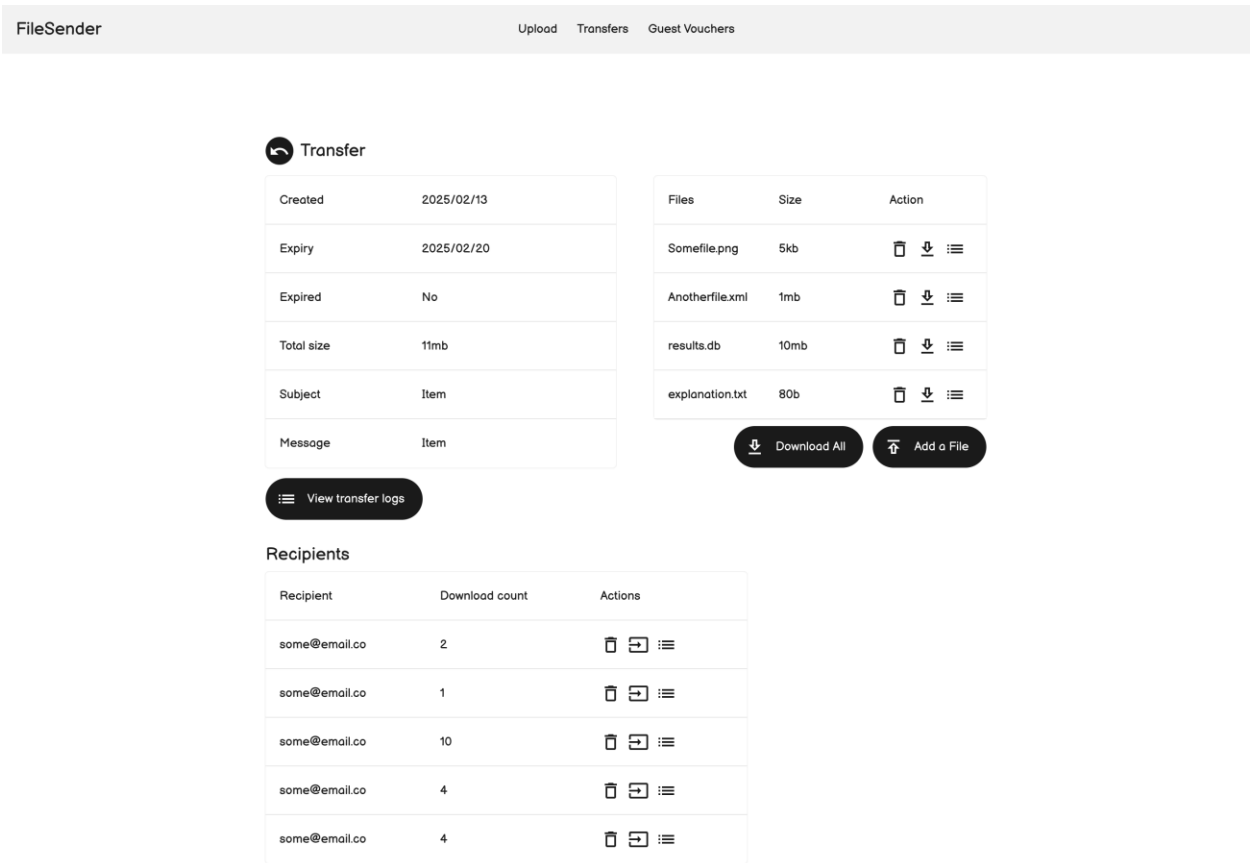 FileSender
Upload Transfers Guest Vouchers
Transfer
Created 2025/02/13
Expiry 2025/02/20
Expired No
Total size 11mb
Subject Item
Message Item
View transfer logs
Files Size Action
Somefile.png 5kb
Anotherfile.xml 1mb
results.db 10mb
explanation.txt 80b
Download All
Add a File
Recipients
Recipient Download count Actions
some@email.co 2
some@email.co 1
some@email.co 10
some@email.co 4
some@email.co 4